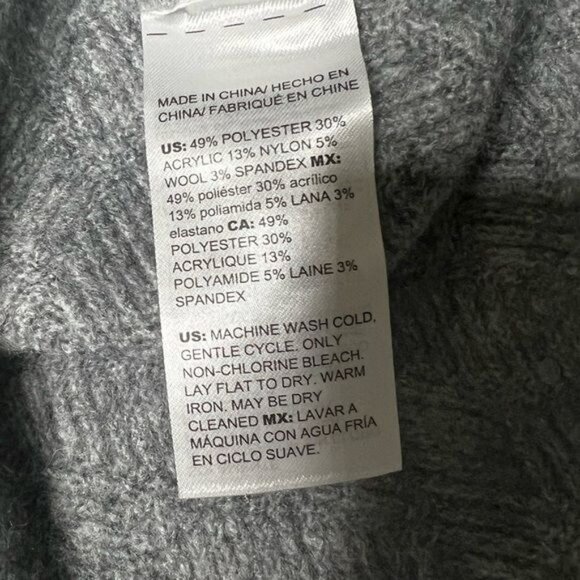 MADE IN CHINA/ HECHO EN
CHINA/ FABRIQUÉ EN CHINE
US: 49% POLYESTER 30%
ACRYLIC 13% NYLON 5%
WOOL 3% SPANDEX MX:
49% poliéster 30% acrílico
13% poliamida 5% LANA 3%
elastano CA: 49%
POLYESTER 30%
ACRYLIQUE 13%
POLYAMIDE 5% LAINE 3%
SPANDEX
US: MACHINE WASH COLD,
GENTLE CYCLE. ONLY
NON-CHLORINE BLEACH.
LAY FLAT TO DRY. WARM
IRON. MAY BE DRY
CLEANED MX: LAVAR A
MÁQUINA CON AGUA FRÍA
EN CICLO SUAVE.